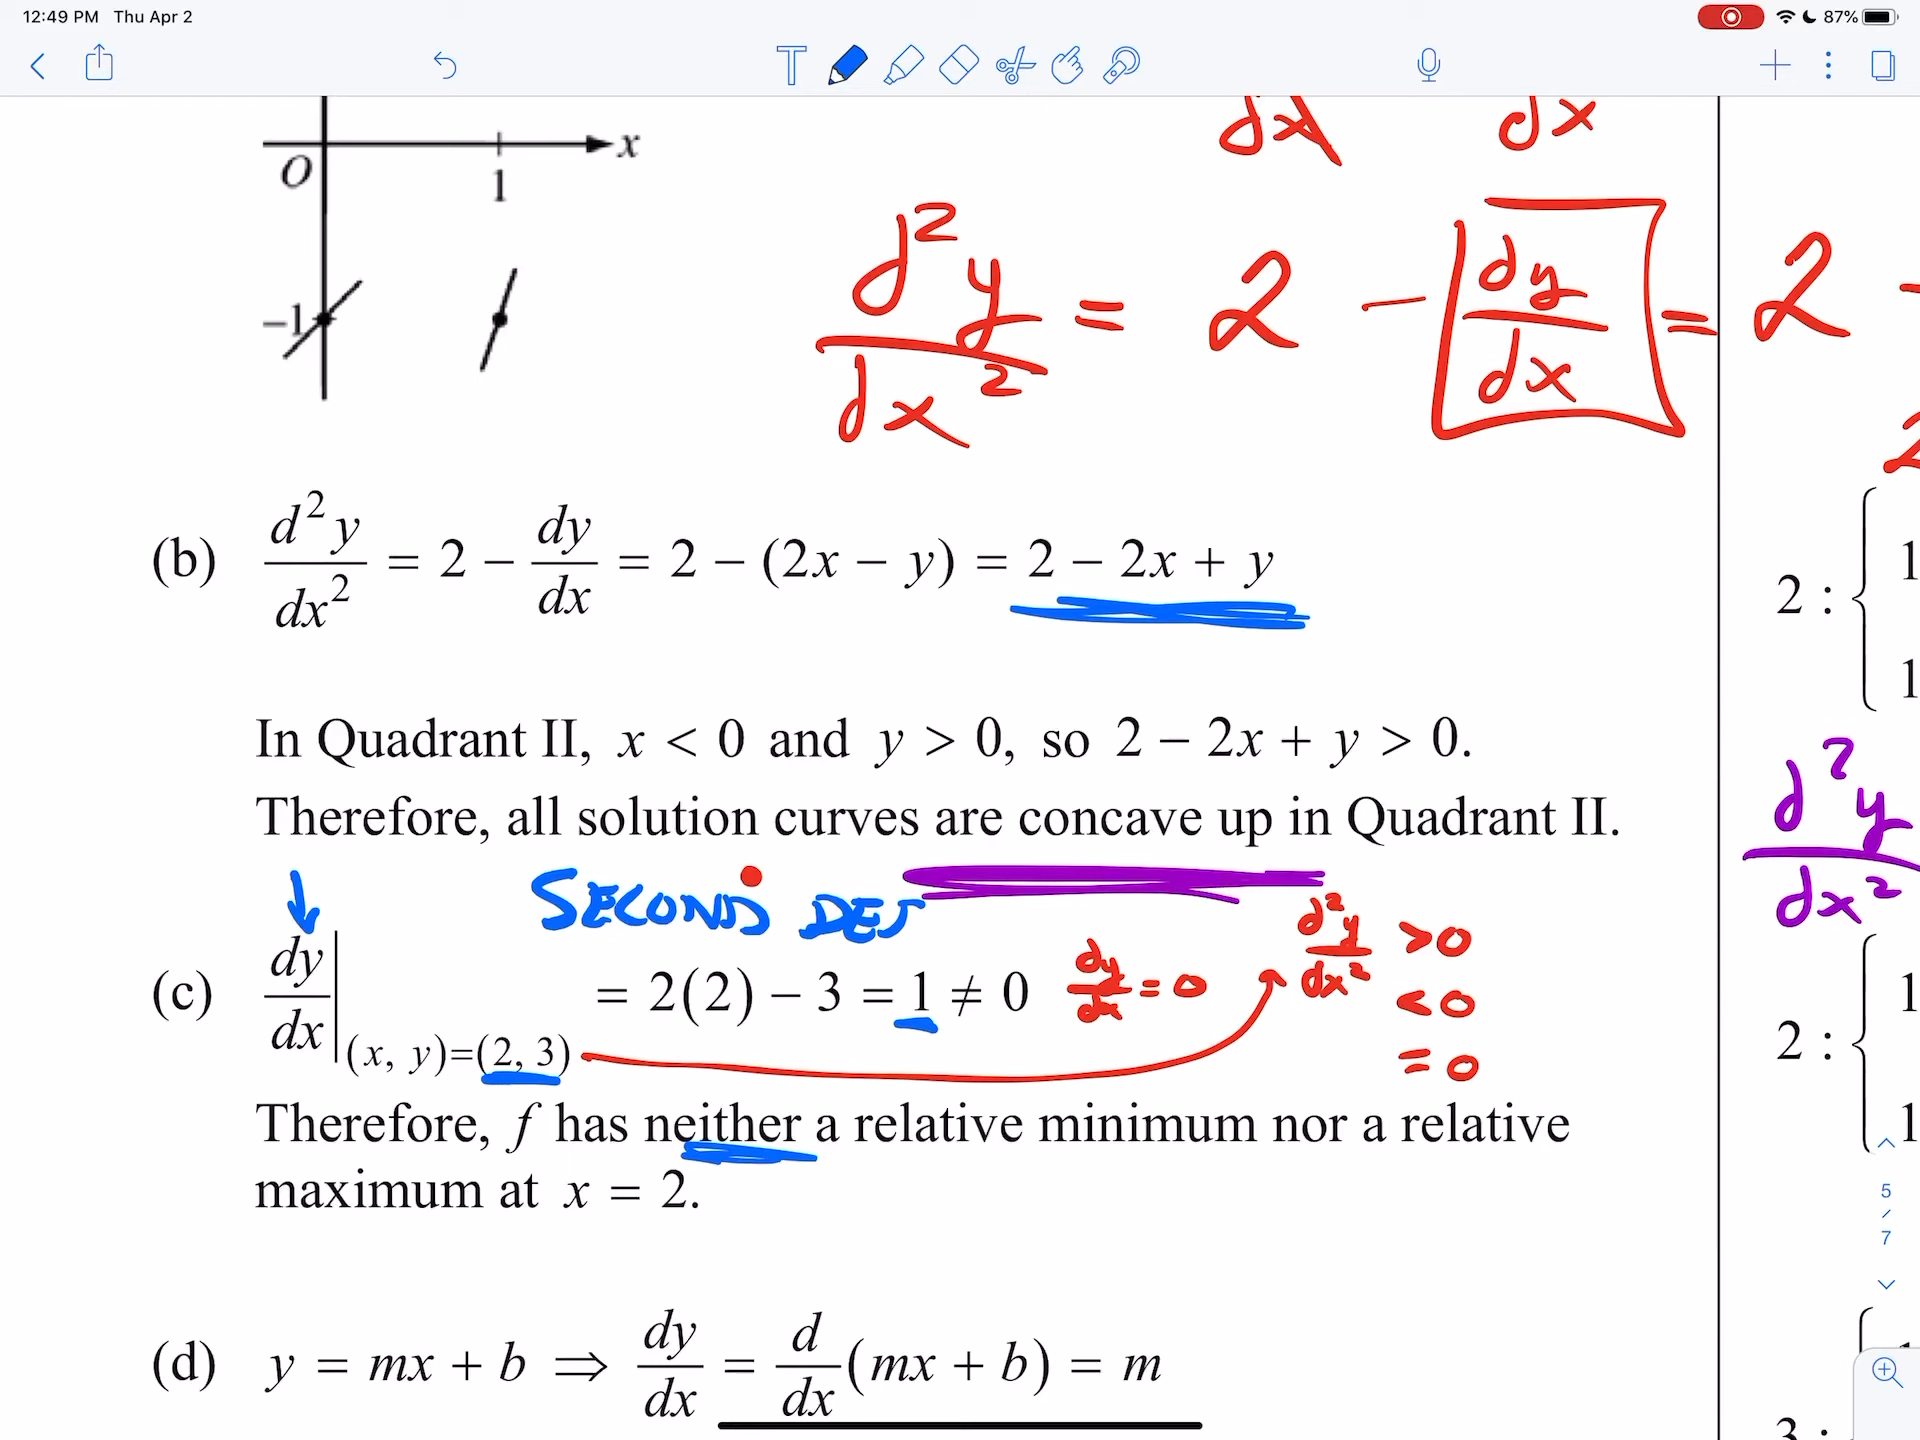 12:49 PM Thu Apr 2
87%
dx dx
x
O
1
-1
d²y/dx² = 2 - dy/dx = 2 -
(b) d²y/dx² = 2 − dy/dx = 2 − (2x − y) = 2 − 2x + y
2 : { 1
1
In Quadrant II, x < 0 and y > 0, so 2 − 2x + y > 0.
Therefore, all solution curves are concave up in Quadrant II.
d²y/dx²
SECOND DER
d²y/dx² >0
<0
=0
(c) dy/dx |(x, y)=(2, 3) = 2(2) − 3 = 1 ≠ 0
dy/dx = 0
2 : { 1
1
Therefore, f has neither a relative minimum nor a relative
maximum at x = 2.
5
/
7
(d) y = mx + b ⇒ dy/dx = d/dx (mx + b) = m
3 :